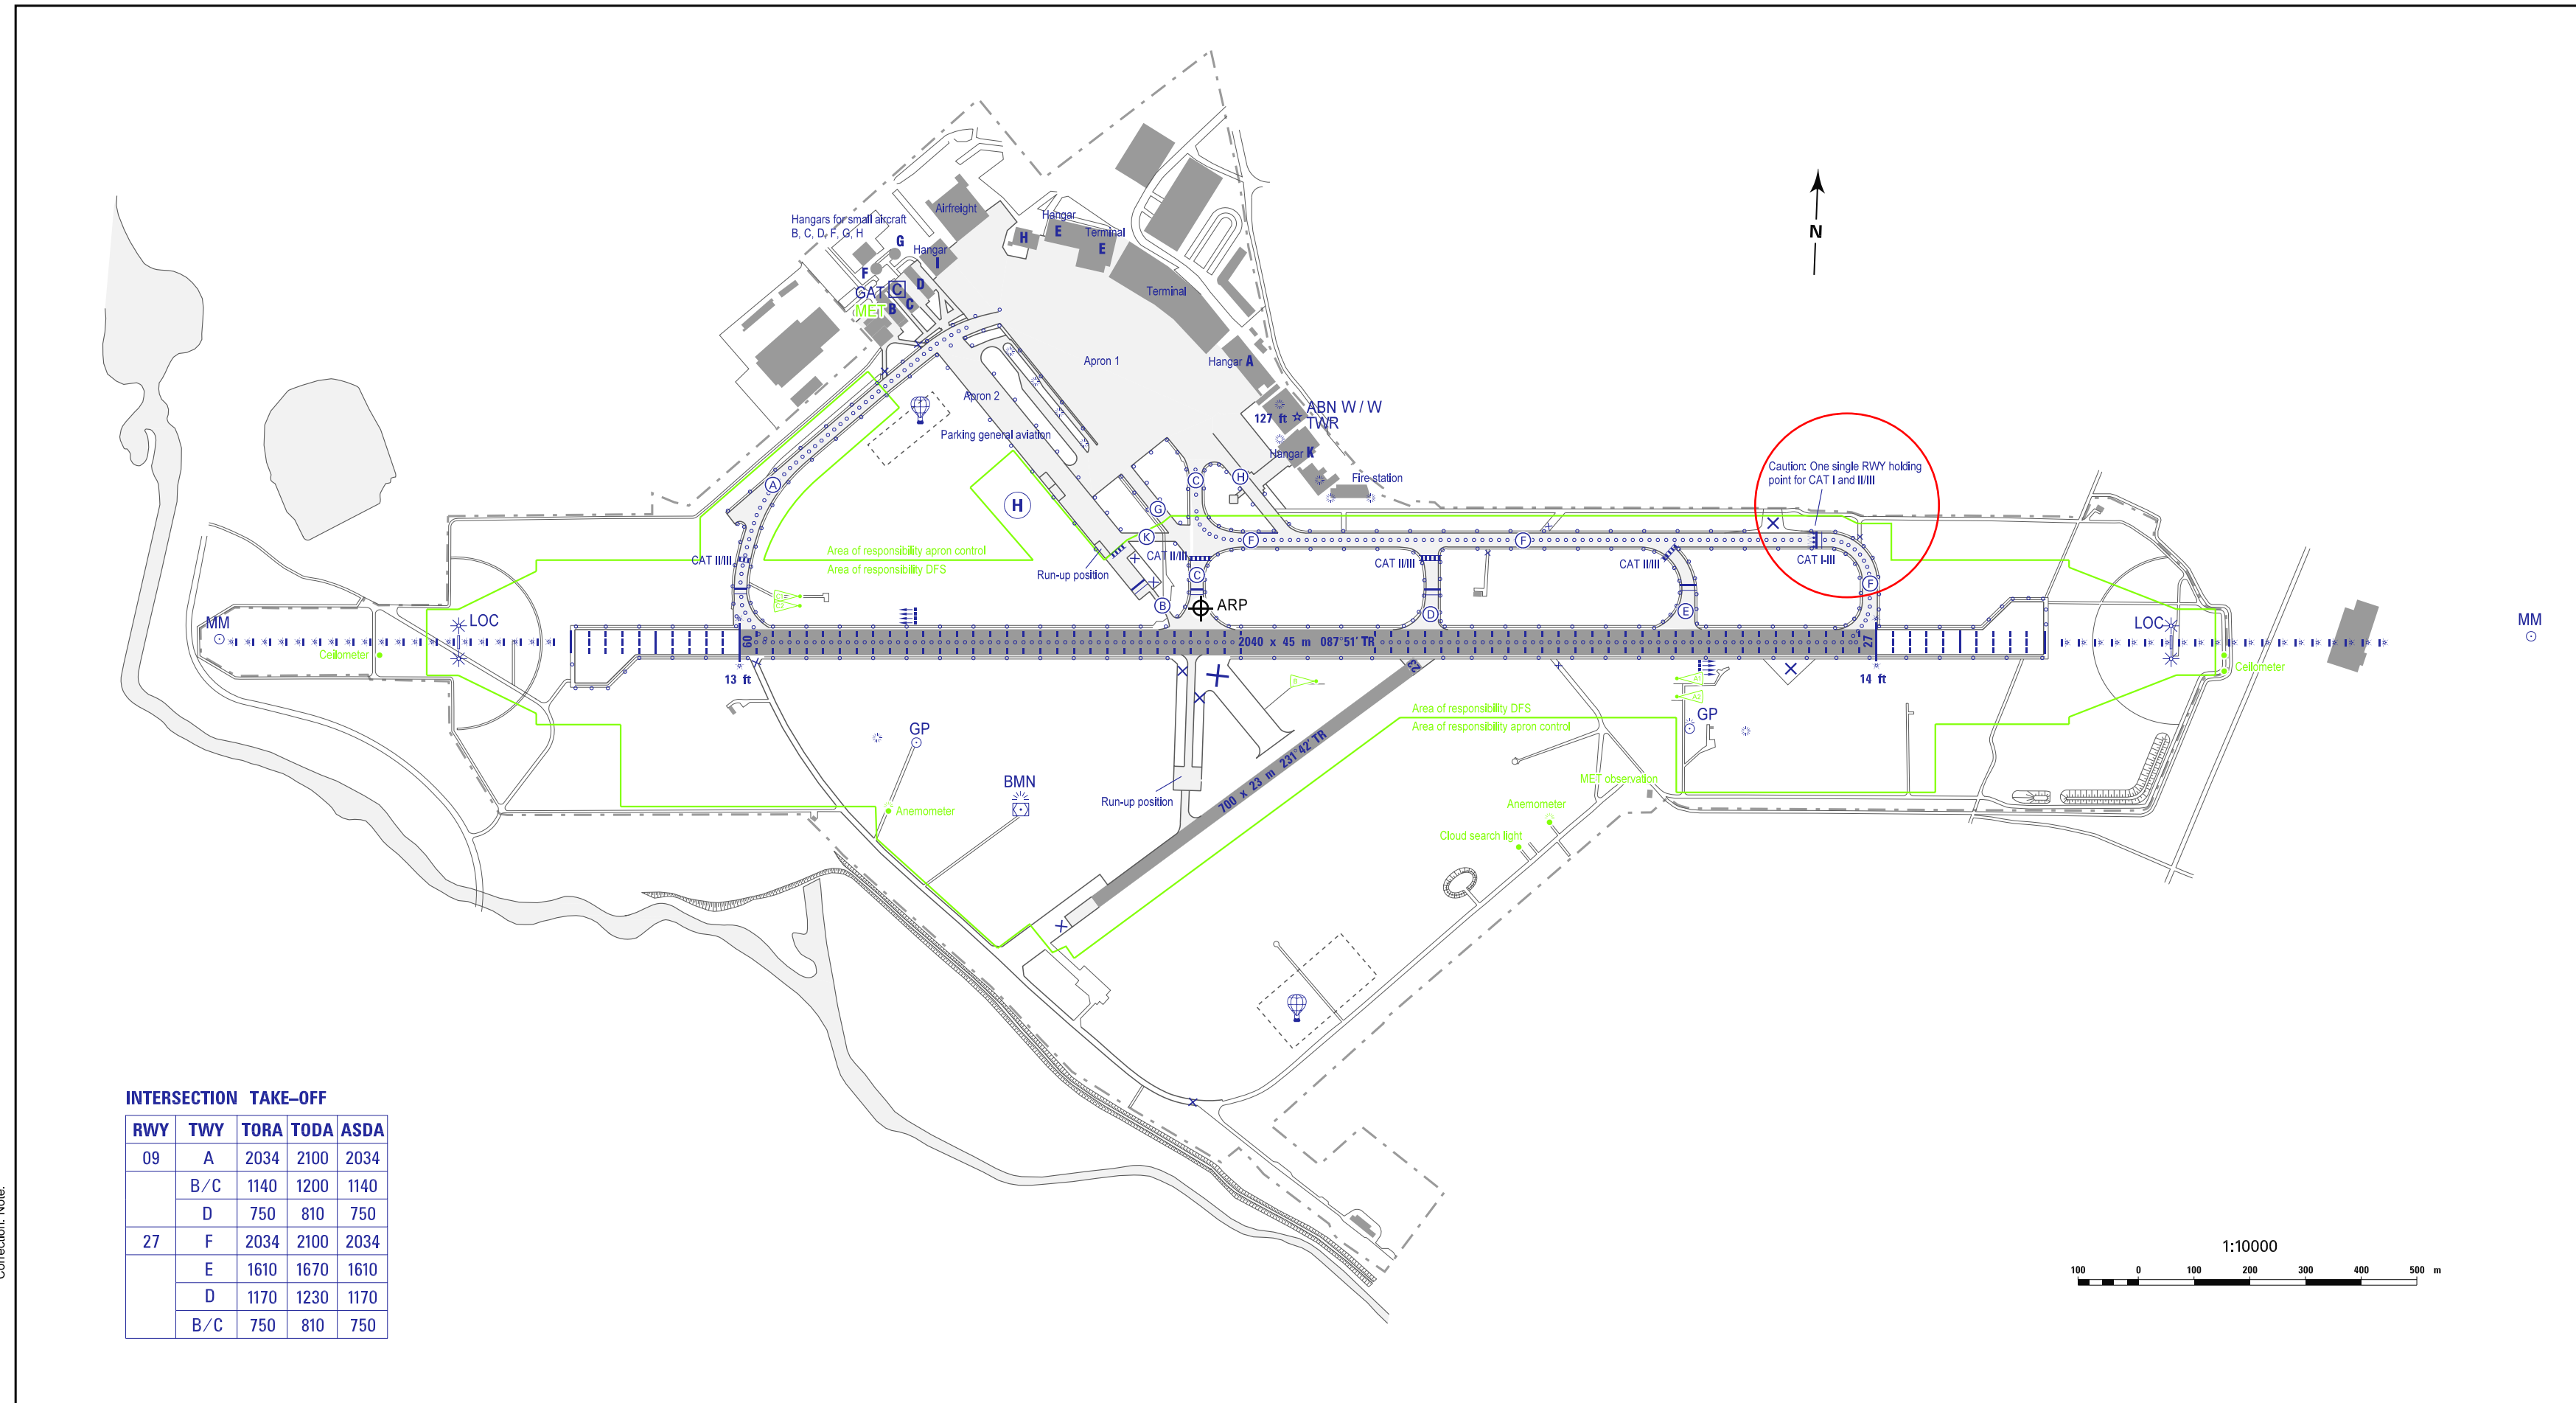 N
Airfreight
Hangars for small aircraft
B, C, D, F, G, H
G
Hangar
I
H
Hangar
E
Terminal
E
F
D
GAT C
C
MET B
Terminal
Apron 1
Hangar A
Apron 2
ABN W / W
127 ft
TWR
Parking general aviation
Hangar K
Fire station
Caution: One single RWY holding
point for CAT I and II/III
A
C
H
G
H
K
F
F
CAT II/III
CAT II/III
CAT II/III
CAT II/III
CAT I-III
Area of responsibility apron control
Area of responsibility DFS
Run-up position
C
F
B
ARP
D
E
MM
LOC
LOC
MM
Ceilometer
09
2040 x 45 m 087°51' TR
27
Ceilometer
13 ft
23
14 ft
Area of responsibility DFS
Area of responsibility apron control
GP
GP
700 x 23 m 231°42' TR
BMN
MET observation
Run-up position
Anemometer
Anemometer
Cloud search light
INTERSECTION TAKE–OFF
RWY TWY TORA TODA ASDA
09 A 2034 2100 2034
B/C 1140 1200 1140
D 750 810 750
27 F 2034 2100 2034
E 1610 1670 1610
D 1170 1230 1170
B/C 750 810 750
1:10000
100 0 100 200 300 400 500 m
Correction: Note.